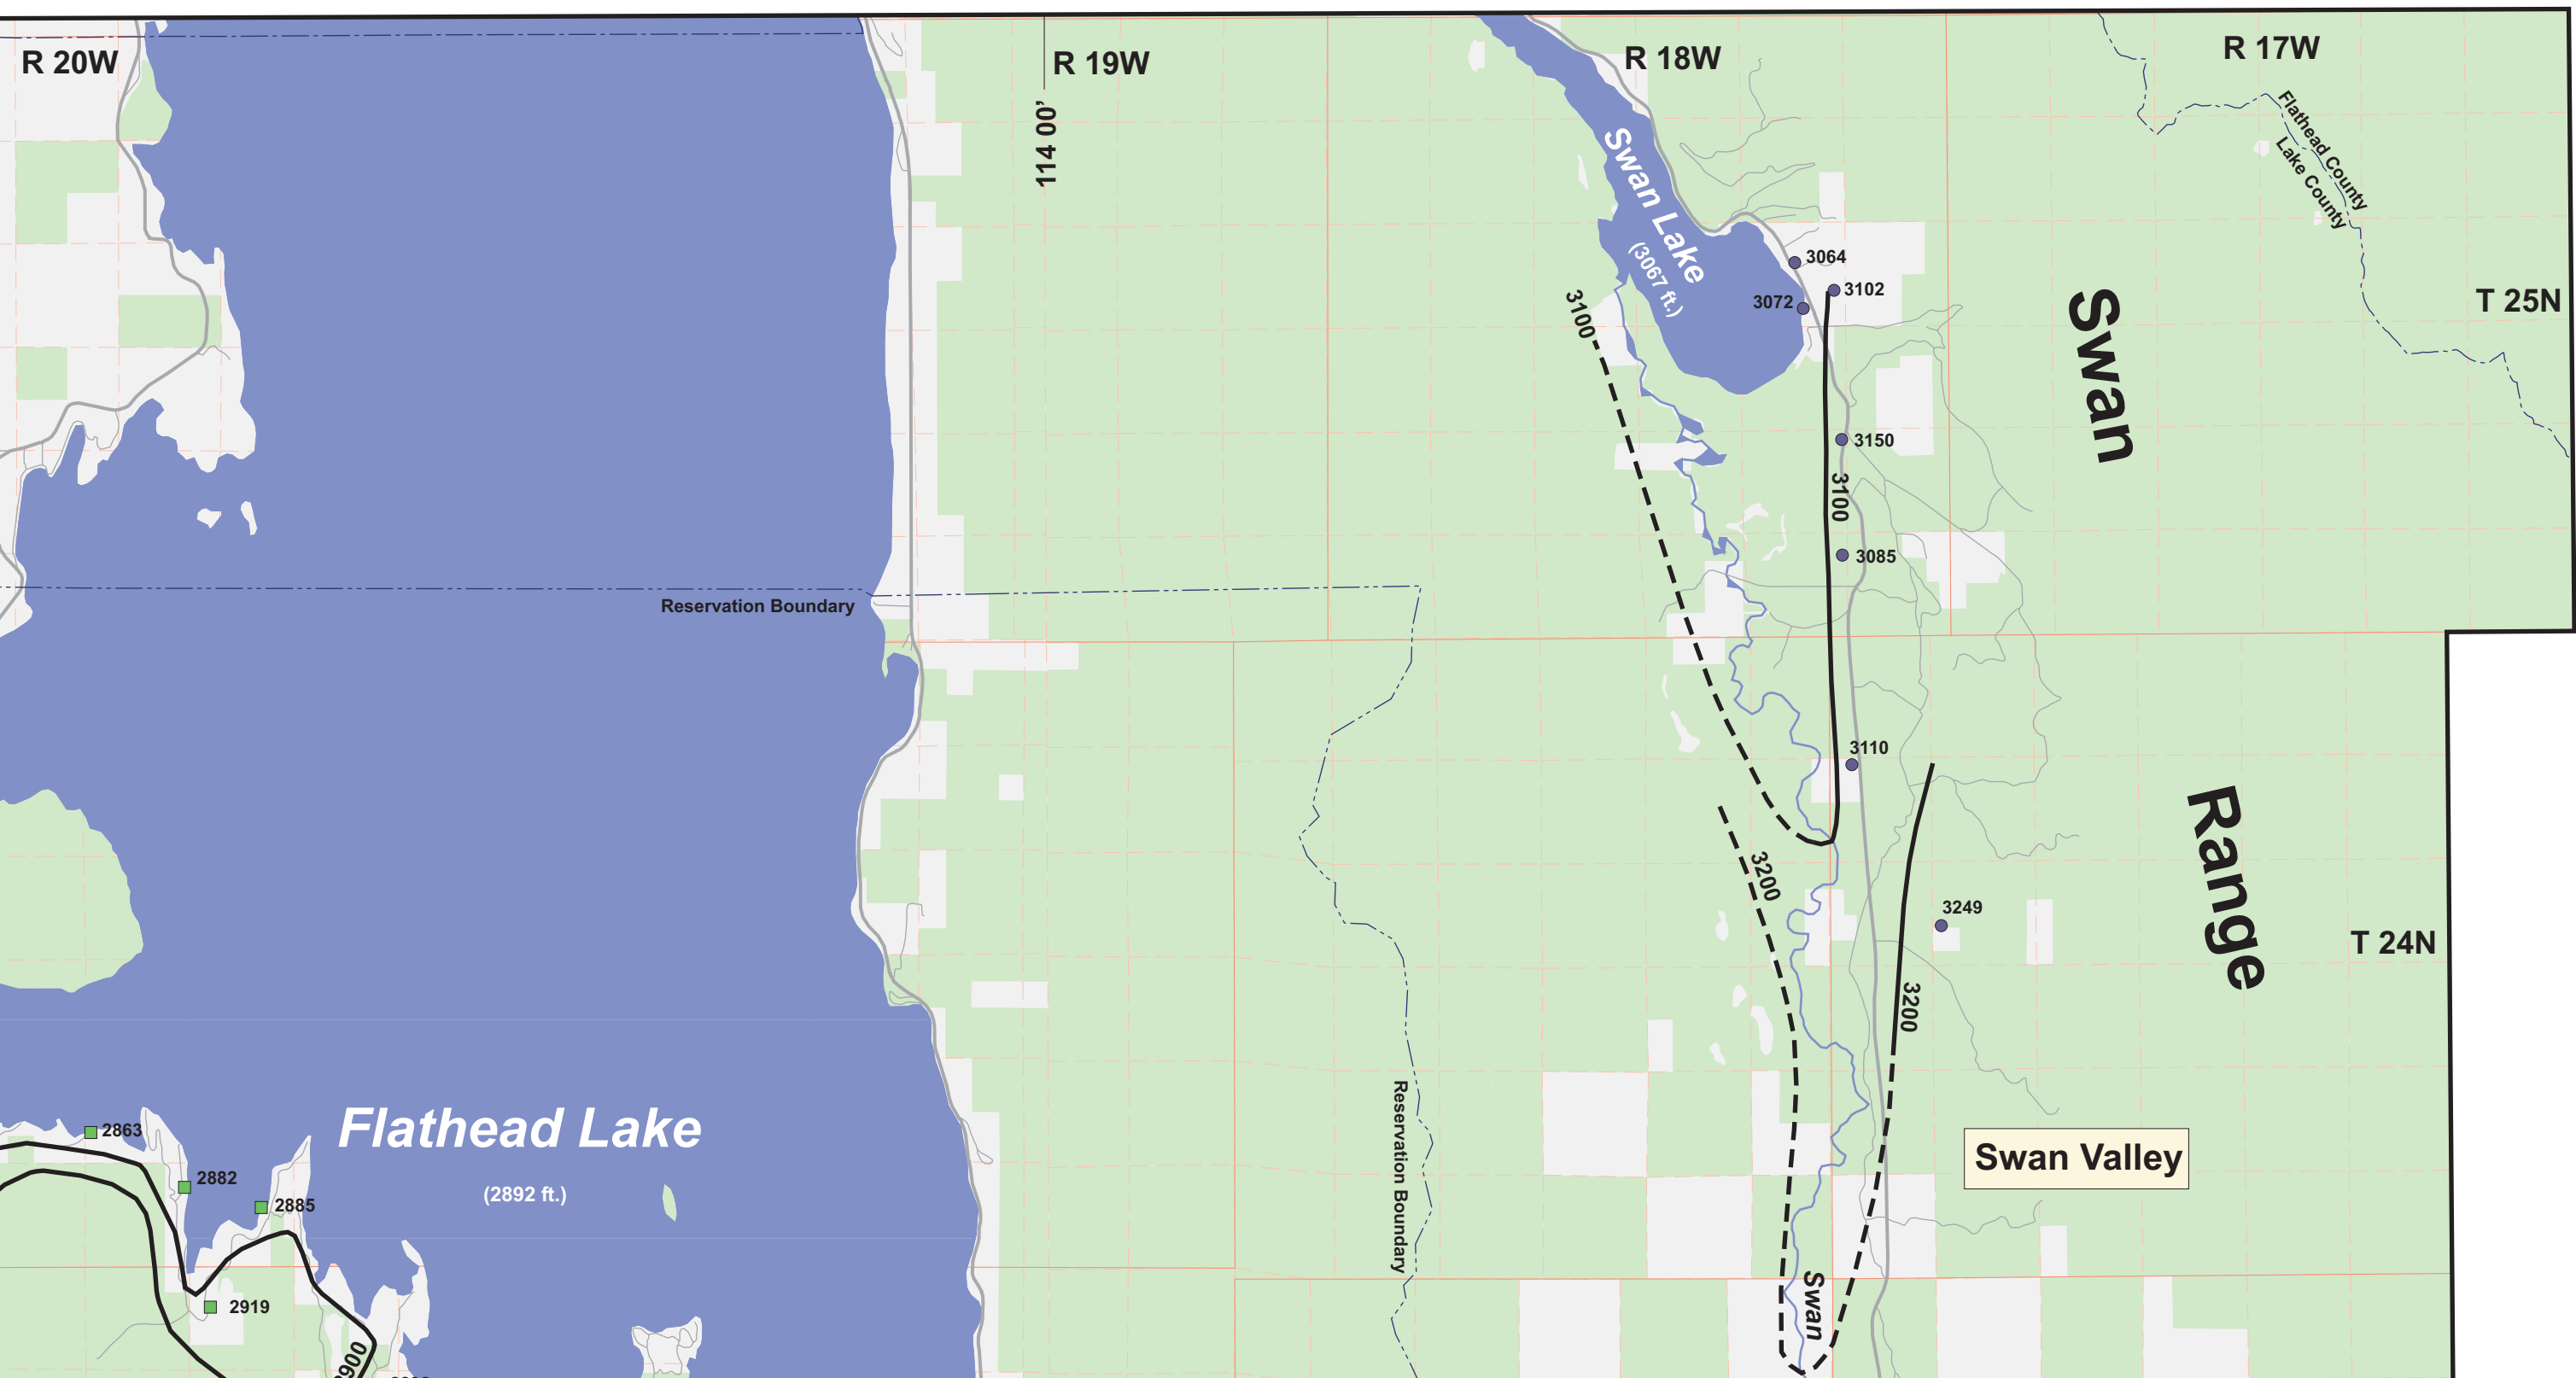 R 20W
R 19W
R 18W
R 17W
114 00'
Flathead County
Lake County
Swan Lake
(3067 ft.)
3064
3102
3072
T 25N
3100
Swan
3150
3100
3085
Reservation Boundary
3110
Range
3200
3249
T 24N
3200
Reservation Boundary
2863
Flathead Lake
(2892 ft.)
Swan Valley
2882
2885
2919
Swan